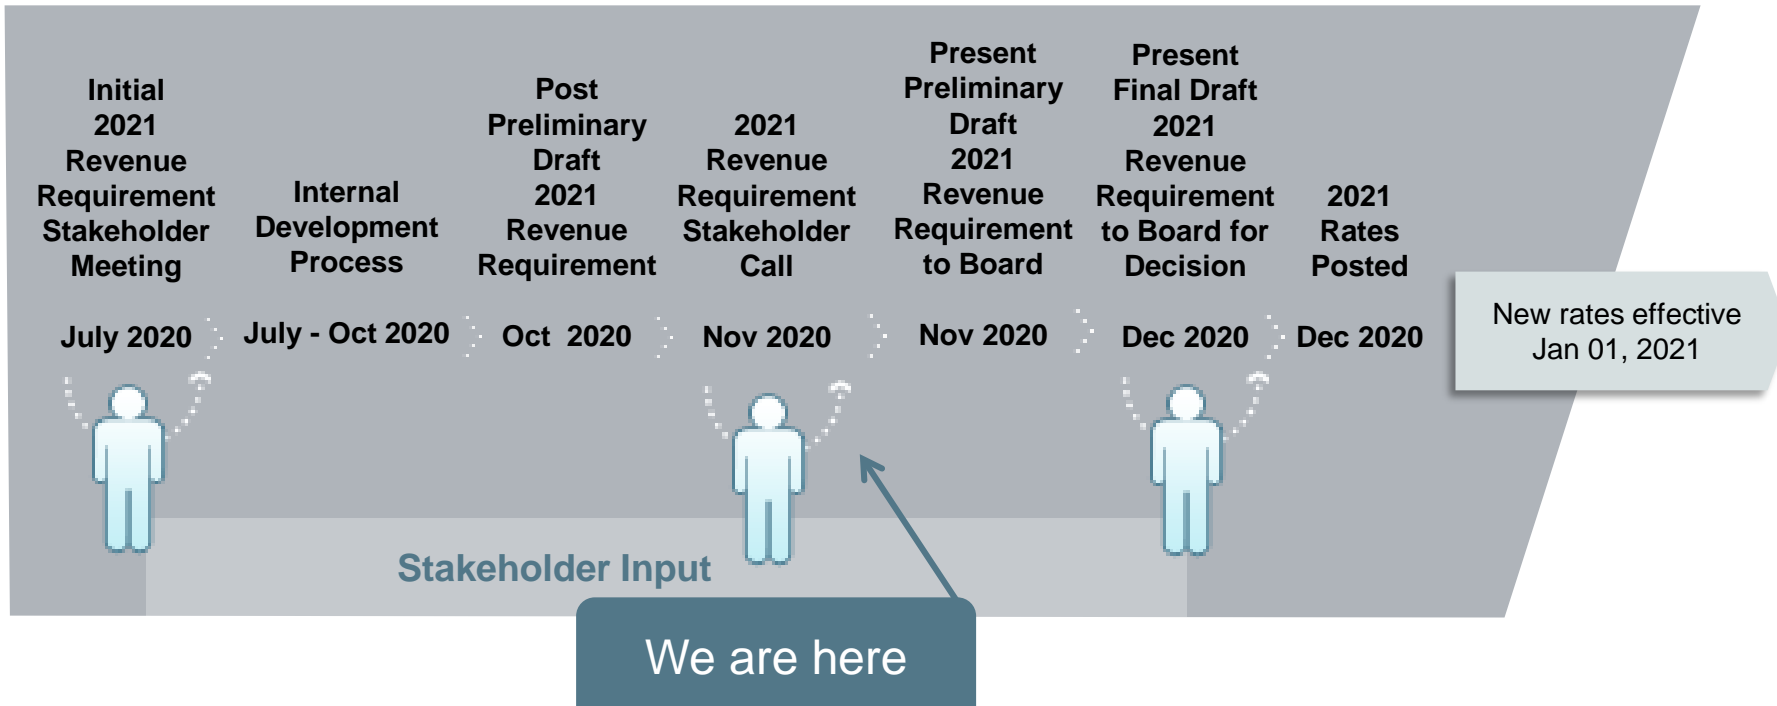 Initial
2021
Revenue
Requirement
Stakeholder
Meeting
July 2020
Internal
Development
Process
July - Oct 2020
Post
Preliminary
Draft
2021
Revenue
Requirement
Oct 2020
2021
Revenue
Requirement
Stakeholder
Call
Nov 2020
Present
Preliminary
Draft
2021
Revenue
Requirement
to Board
Nov 2020
Present
Final Draft
2021
Revenue
Requirement
to Board for
Decision
Dec 2020
2021
Rates
Posted
Dec 2020
New rates effective
Jan 01, 2021
Stakeholder Input
We are here